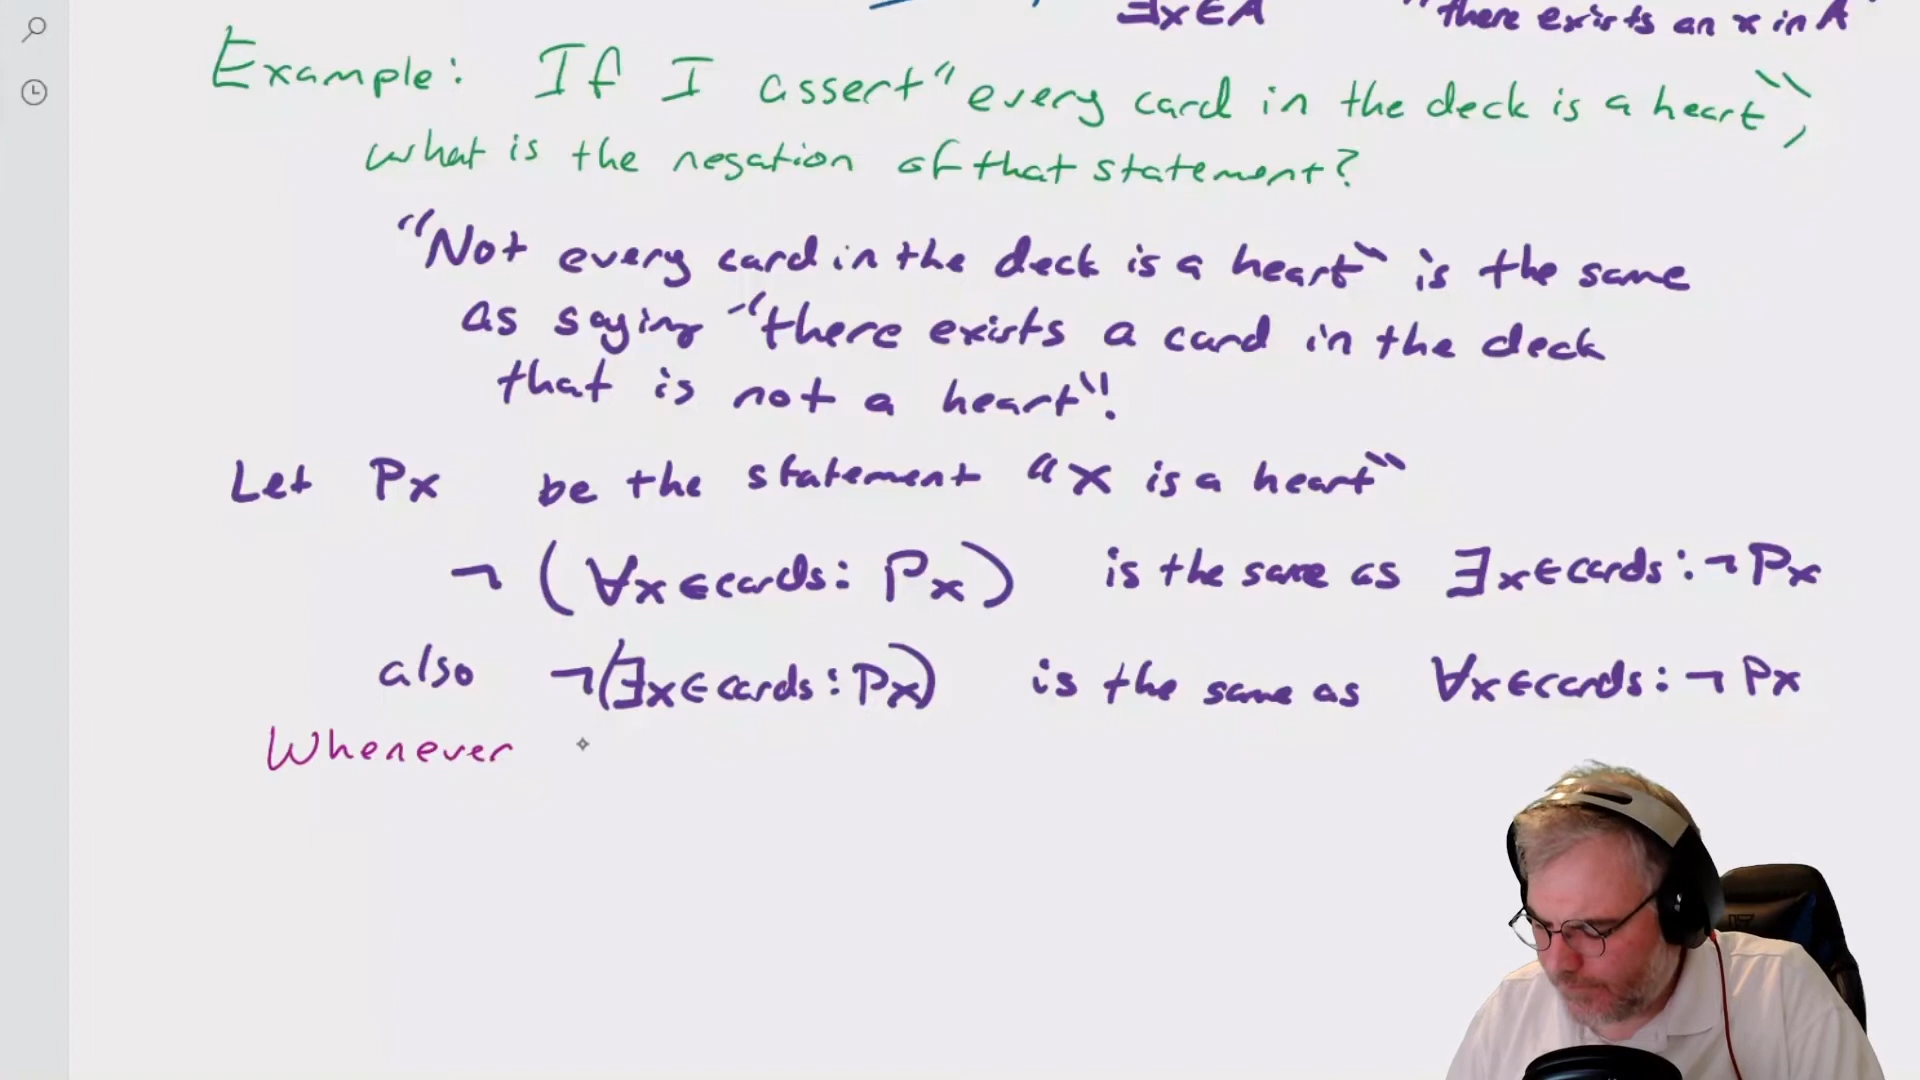 ∃x∈A "there exists an x in A"
Example: If I assert "every card in the deck is a heart",
what is the negation of that statement?
"Not every card in the deck is a heart" is the same
as saying "there exists a card in the deck
that is not a heart"!
Let Px be the statement "x is a heart"
¬(∀x∈cards: Px) is the same as ∃x∈cards:¬Px
also ¬(∃x∈cards:Px) is the same as ∀x∈cards:¬Px
Whenever